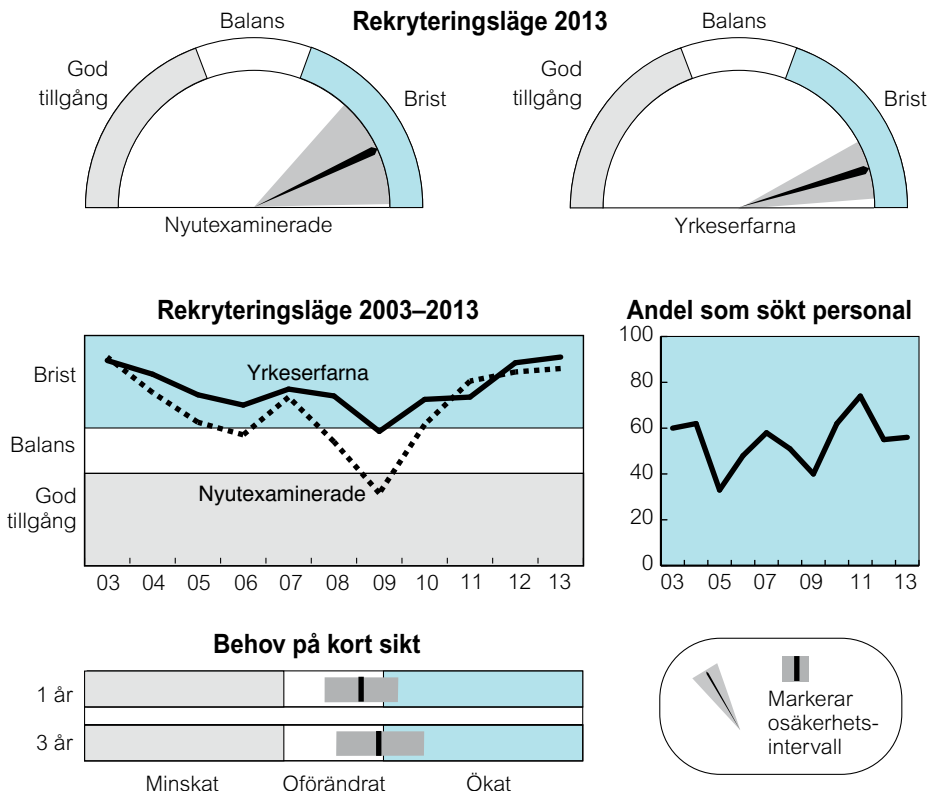 Rekryteringsläge 2013
Balans
God
tillgång
Brist
Nyutexaminerade
Balans
God
tillgång
Brist
Yrkeserfarna
Rekryteringsläge 2003–2013
Brist
Balans
God
tillgång
Yrkeserfarna
Nyutexaminerade
03 04 05 06 07 08 09 10 11 12 13
Andel som sökt personal
100
80
60
40
20
0
03 05 07 09 11 13
Behov på kort sikt
1 år
3 år
Minskat Oförändrat Ökat
Markerar
osäkerhets-
intervall